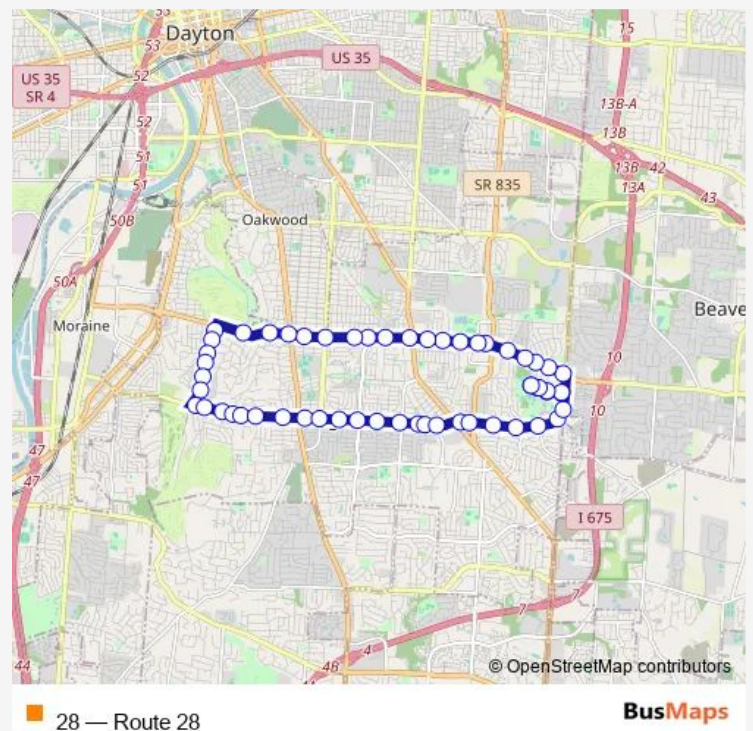 53
Dayton
15
53
US 35
52
US 35
SR 4
13B-A
52
13B
13B
42
51
13A
43
SR 835
51
50B
Oakwood
50A
Beave
Moraine
10
10
47
47
I 675
7
7
44
4
4B
© OpenStreetMap contributors
28 — Route 28
BusMaps